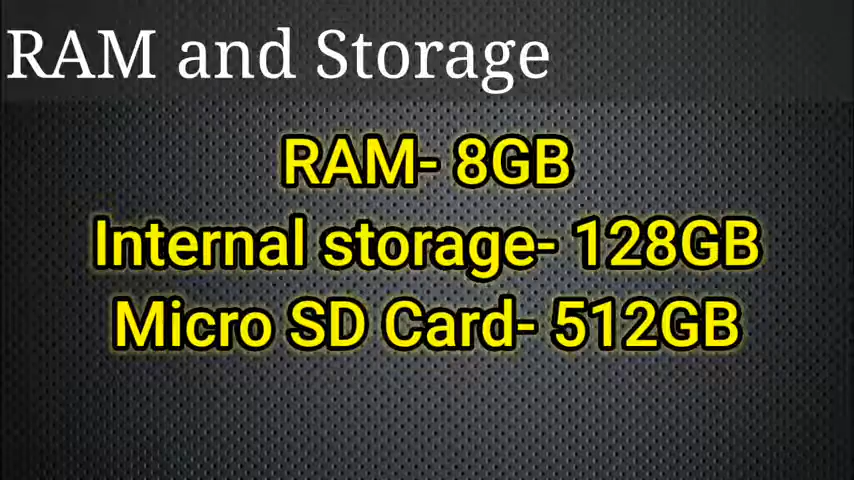 RAM and Storage
RAM- 8GB
Internal storage- 128GB
Micro SD Card- 512GB